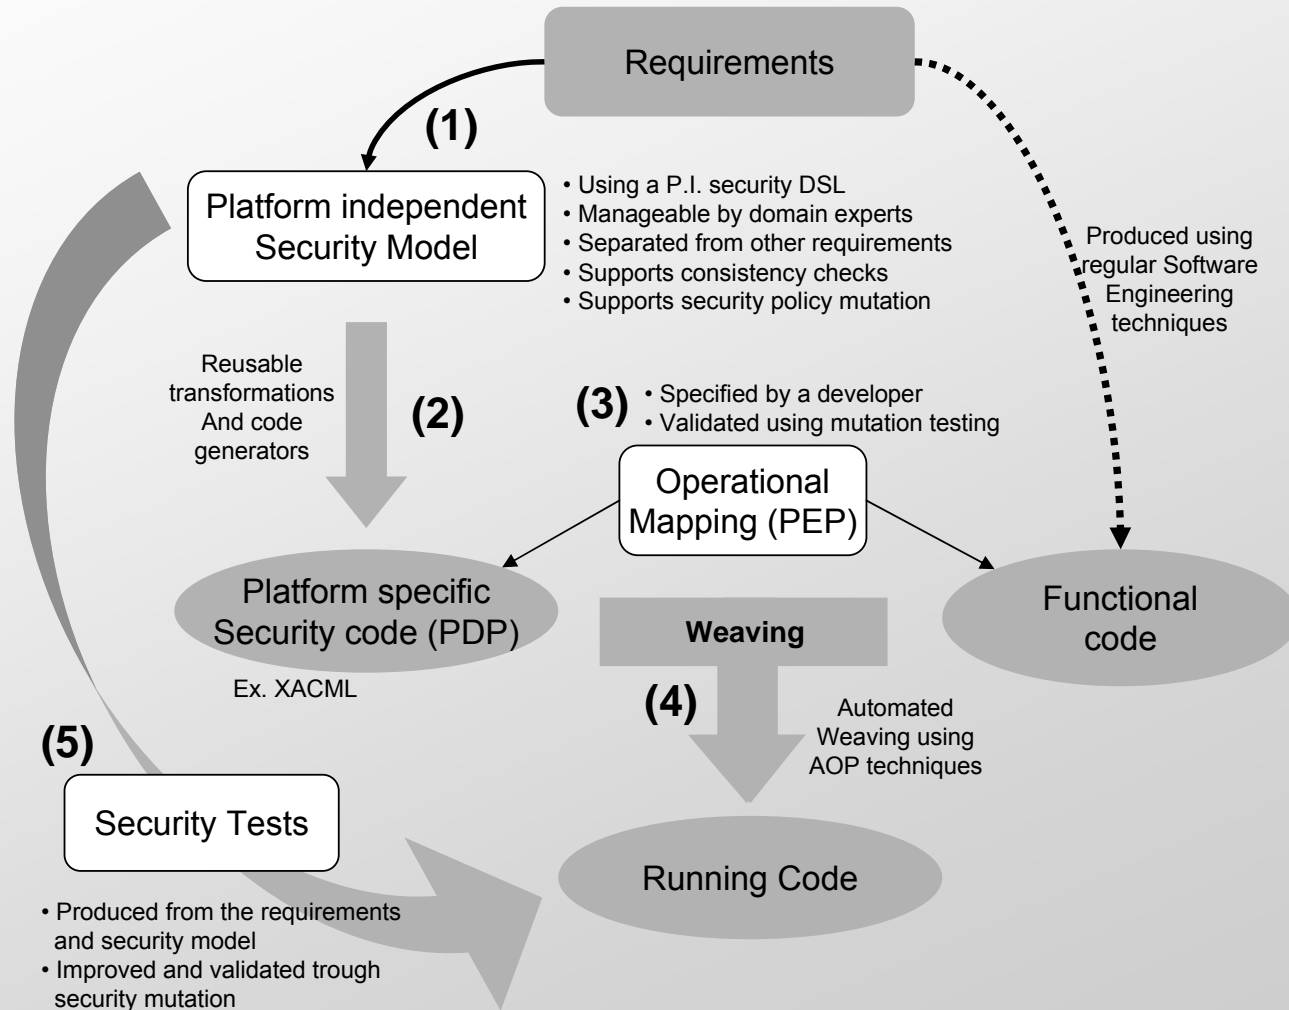 Requirements
(1)
Platform independent
Security Model
• Using a P.I. security DSL
• Manageable by domain experts
• Separated from other requirements
• Supports consistency checks
• Supports security policy mutation
Produced using
regular Software
Engineering
techniques
Reusable
transformations
And code
generators
(2)
(3)
• Specified by a developer
• Validated using mutation testing
Operational
Mapping (PEP)
Platform specific
Security code (PDP)
Ex. XACML
Functional
code
Weaving
(4)
Automated
Weaving using
AOP techniques
(5)
Security Tests
Running Code
• Produced from the requirements
and security model
• Improved and validated trough
security mutation